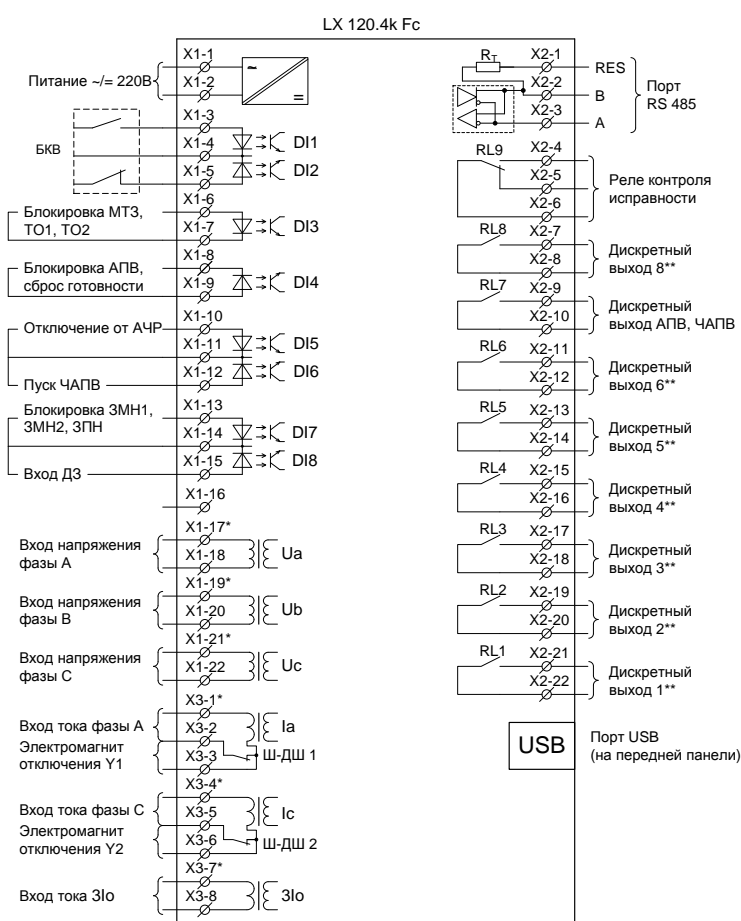 LX 120.4k Fc
Питание ~/= 220В
X1-1
X1-2
~
=
БКВ
X1-3
X1-4
X1-5
DI1
DI2
Блокировка МТЗ,
ТО1, ТО2
X1-6
X1-7
DI3
Блокировка АПВ,
сброс готовности
X1-8
X1-9
DI4
Отключение от АЧР
Пуск ЧАПВ
X1-10
X1-11
X1-12
DI5
DI6
Блокировка ЗМН1,
ЗМН2, ЗПН
Вход ДЗ
X1-13
X1-14
X1-15
DI7
DI8
X1-16
Вход напряжения
фазы А
X1-17*
X1-18
Ua
Вход напряжения
фазы В
X1-19*
X1-20
Ub
Вход напряжения
фазы С
X1-21*
X1-22
Uc
Вход тока фазы А
Электромагнит
отключения Y1
X3-1*
X3-2
X3-3
Ia
Ш-ДШ 1
Вход тока фазы С
Электромагнит
отключения Y2
X3-4*
X3-5
X3-6
Ic
Ш-ДШ 2
Вход тока 3Io
X3-7*
X3-8
3Io
RT
X2-1
X2-2
X2-3
RES
B
A
Порт
RS 485
RL9
X2-4
X2-5
X2-6
Реле контроля
исправности
RL8
X2-7
X2-8
Дискретный
выход 8**
RL7
X2-9
X2-10
Дискретный
выход АПВ, ЧАПВ
RL6
X2-11
X2-12
Дискретный
выход 6**
RL5
X2-13
X2-14
Дискретный
выход 5**
RL4
X2-15
X2-16
Дискретный
выход 4**
RL3
X2-17
X2-18
Дискретный
выход 3**
RL2
X2-19
X2-20
Дискретный
выход 2**
RL1
X2-21
X2-22
Дискретный
выход 1**
USB
Порт USB
(на передней панели)